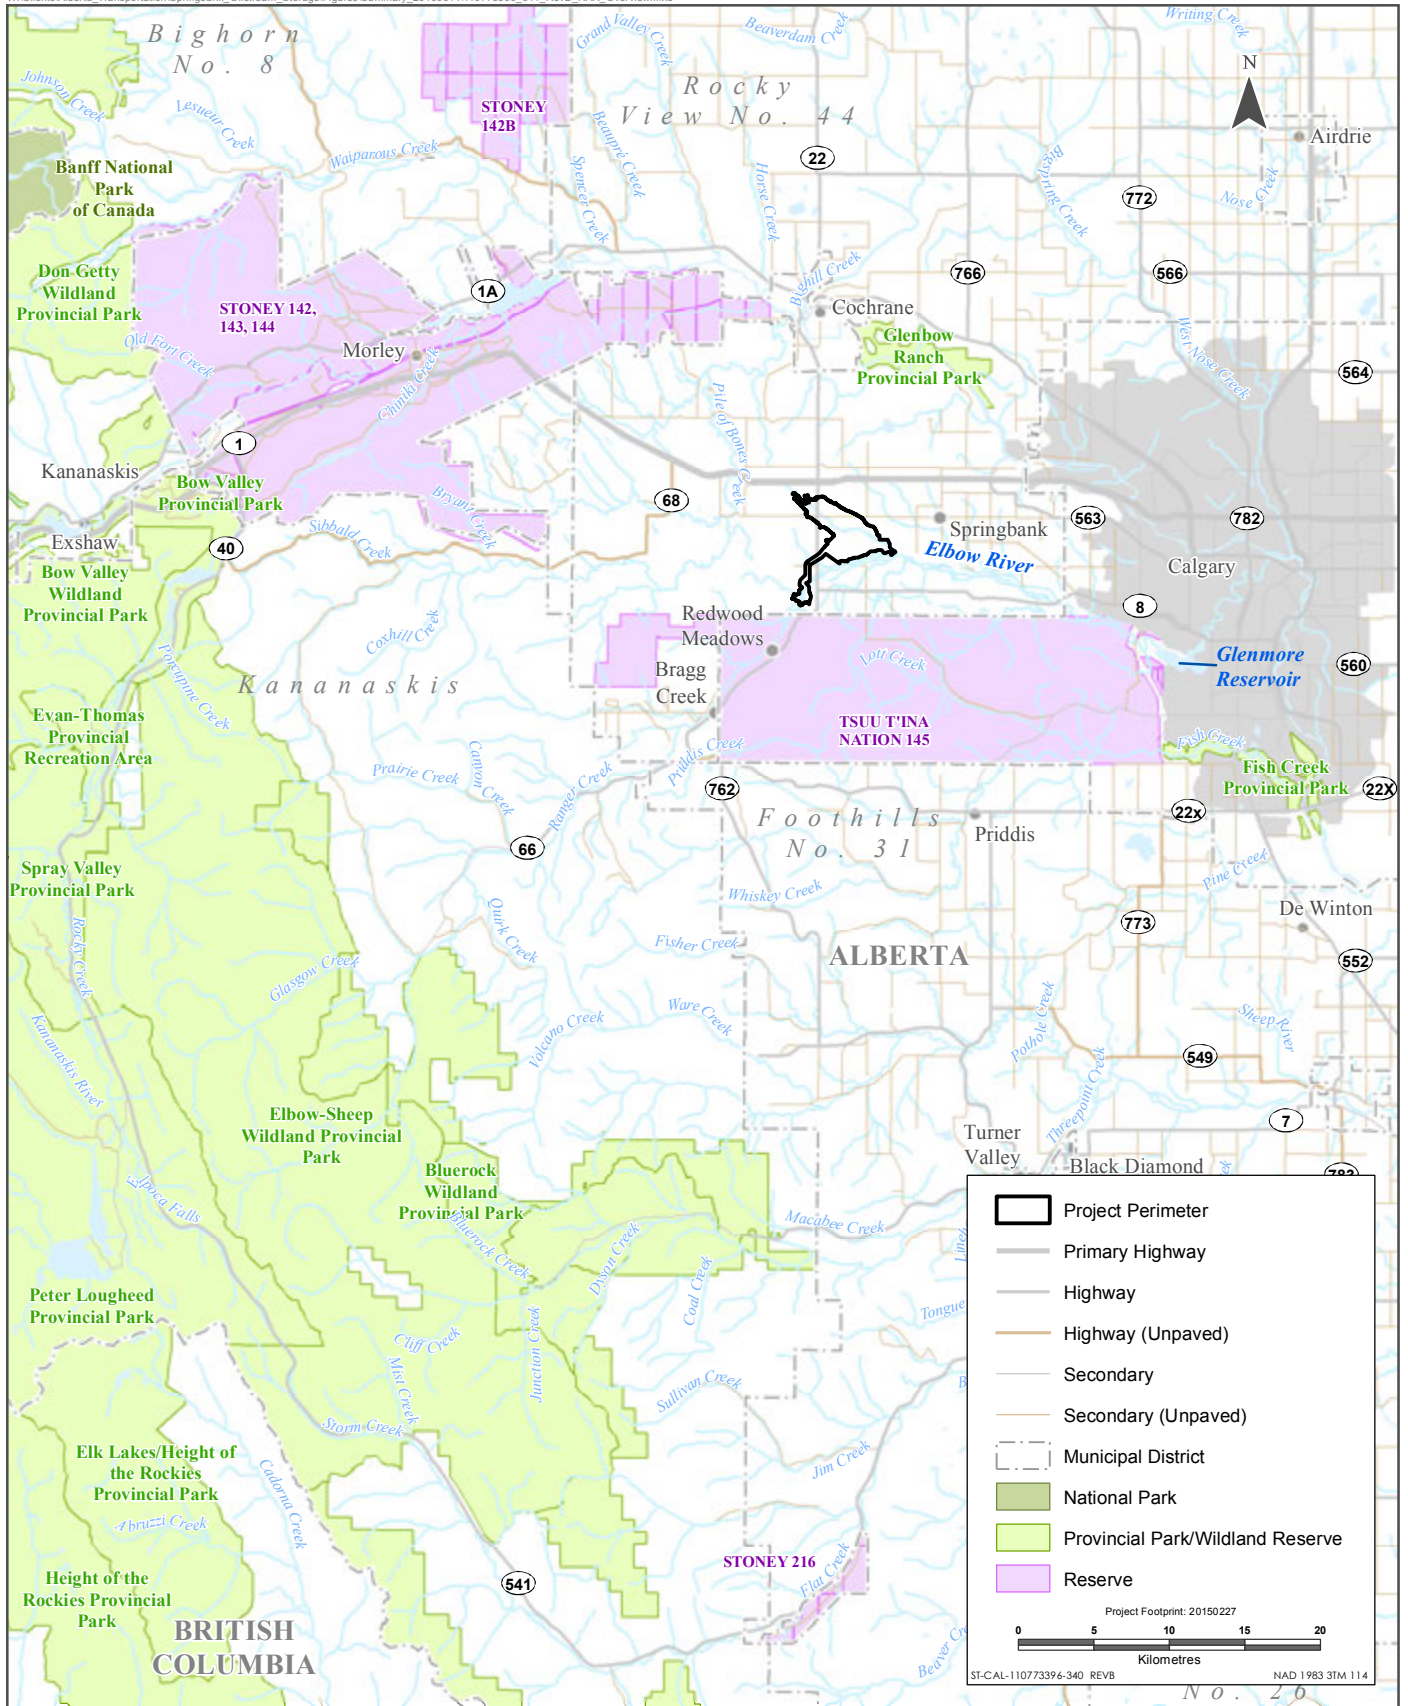 Bighorn
No. 8
Grand Valley Creek
Beaverdam Creek
Writing Creek
Johnson Creek
Lesueur Creek
STONEY
142B
Rocky
View No. 44
N
Airdrie
Waiparous Creek
Beaupré Creek
Spencer Creek
Horse Creek
22
Bigspring Creek
772
Nose Creek
Banff National
Park
of Canada
Don Getty
Wildland
Provincial Park
STONEY 142,
143, 144
1A
Bighill Creek
766
566
Cochrane
Glenbow
Ranch
Provincial Park
West Nose Creek
564
Old Fort Creek
Morley
Chiniki Creek
Pile of Bones Creek
1
Kananaskis
Bow Valley
Provincial Park
Bryant Creek
68
Springbank
563
782
Exshaw
40
Sibbald Creek
Elbow River
Calgary
Bow Valley
Wildland
Provincial Park
8
Redwood
Meadows
Coxhill Creek
Lott Creek
Glenmore
Reservoir
560
Bragg
Creek
Porcupine Creek
Kananaskis
Evan-Thomas
Provincial
Recreation Area
TSUU T'INA
NATION 145
Fish Creek
Priddis Creek
Prairie Creek
Canyon Creek
Ranger Creek
Fish Creek
Provincial Park
762
22X
22x
Foothills
No. 31
Priddis
66
Spray Valley
Provincial Park
Pine Creek
Whiskey Creek
De Winton
Quirk Creek
Rocky Creek
773
Fisher Creek
ALBERTA
552
Glasgow Creek
Ware Creek
Pothole Creek
Sheep River
Kananaskis River
Volcano Creek
549
Threepoint Creek
Elbow-Sheep
Wildland Provincial
Park
7
Turner
Valley
Black Diamond
Bluerock
Wildland
Provincial Park
Elpoca Falls
Macabee Creek
Bluerock Creek
Dyson Creek
Coal Creek
Peter Lougheed
Provincial Park
Tongue
Cliff Creek
Mist Creek
Junction Creek
Sullivan Creek
Storm Creek
Elk Lakes/Height of
the Rockies
Provincial Park
Cadorna Creek
Jim Creek
Abruzzi Creek
STONEY 216
Flat Creek
541
Height of the
Rockies Provincial
Park
BRITISH
COLUMBIA
Project Perimeter
Primary Highway
Highway
Highway (Unpaved)
Secondary
Secondary (Unpaved)
Municipal District
National Park
Provincial Park/Wildland Reserve
Reserve
Project Footprint: 20150227
0 5 10 15 20
Kilometres
ST-CAL-110773396-340 REVB
NAD 1983 3TM 114
No. 26